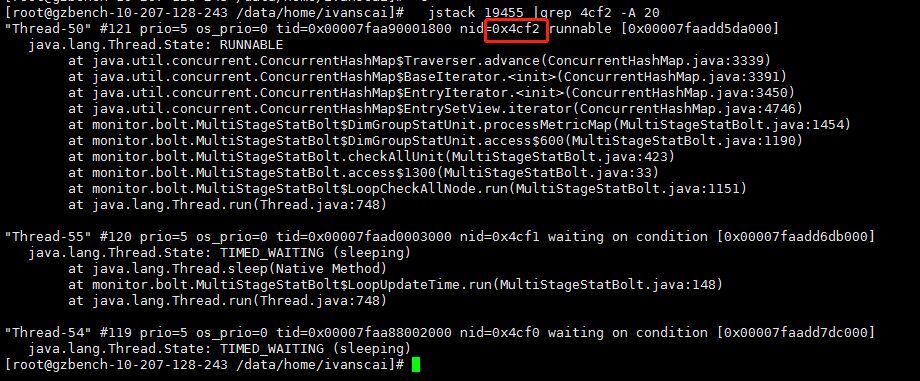 [root@gzbench-10-207-128-243 /data/home/ivanscai]#   jstack 19455 |grep 4cf2 -A 20
"Thread-50" #121 prio=5 os_prio=0 tid=0x00007faa90001800 nid=0x4cf2 runnable [0x00007faadd5da000]
   java.lang.Thread.State: RUNNABLE
        at java.util.concurrent.ConcurrentHashMap$Traverser.advance(ConcurrentHashMap.java:3339)
        at java.util.concurrent.ConcurrentHashMap$BaseIterator.<init>(ConcurrentHashMap.java:3391)
        at java.util.concurrent.ConcurrentHashMap$EntryIterator.<init>(ConcurrentHashMap.java:3450)
        at java.util.concurrent.ConcurrentHashMap$EntrySetView.iterator(ConcurrentHashMap.java:4746)
        at monitor.bolt.MultiStageStatBolt$DimGroupStatUnit.processMetricMap(MultiStageStatBolt.java:1454)
        at monitor.bolt.MultiStageStatBolt$DimGroupStatUnit.access$600(MultiStageStatBolt.java:1190)
        at monitor.bolt.MultiStageStatBolt.checkAllUnit(MultiStageStatBolt.java:423)
        at monitor.bolt.MultiStageStatBolt.access$1300(MultiStageStatBolt.java:33)
        at monitor.bolt.MultiStageStatBolt$LoopCheckAllNode.run(MultiStageStatBolt.java:1151)
        at java.lang.Thread.run(Thread.java:748)

"Thread-55" #120 prio=5 os_prio=0 tid=0x00007faad0003000 nid=0x4cf1 waiting on condition [0x00007faadd6db000]
   java.lang.Thread.State: TIMED_WAITING (sleeping)
        at java.lang.Thread.sleep(Native Method)
        at monitor.bolt.MultiStageStatBolt$LoopUpdateTime.run(MultiStageStatBolt.java:148)
        at java.lang.Thread.run(Thread.java:748)

"Thread-54" #119 prio=5 os_prio=0 tid=0x00007faa88002000 nid=0x4cf0 waiting on condition [0x00007faadd7dc000]
   java.lang.Thread.State: TIMED_WAITING (sleeping)
[root@gzbench-10-207-128-243 /data/home/ivanscai]#